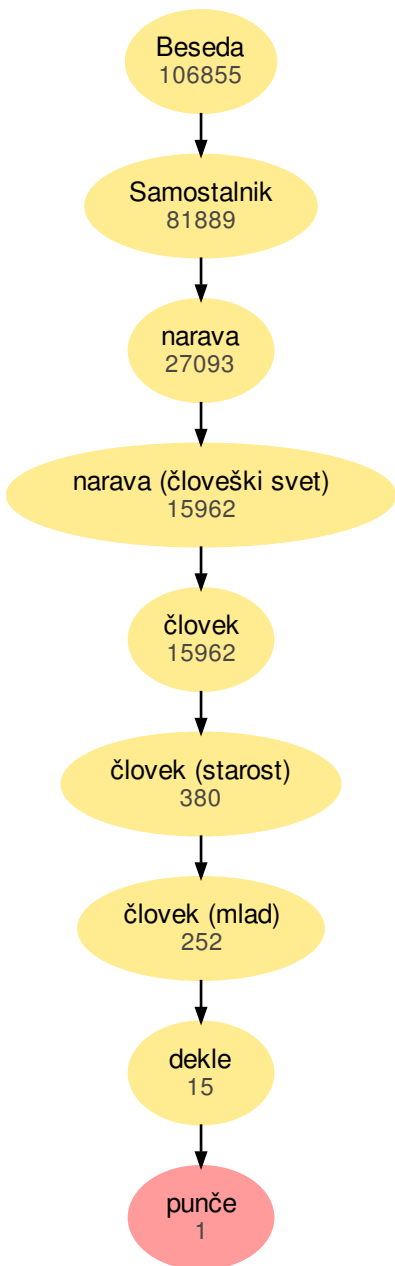 Beseda
106855
Samostalnik
81889
narava
27093
narava (človeški svet)
15962
človek
15962
človek (starost)
380
človek (mlad)
252
dekle
15
punče
1